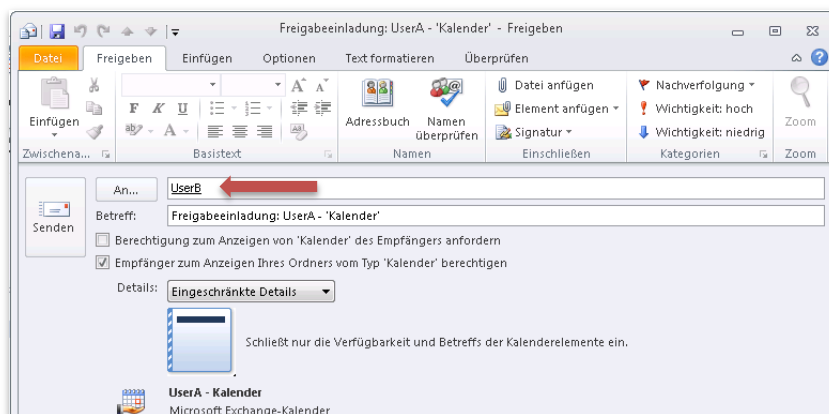 Freigabeeinladung: UserA - 'Kalender' - Freigeben
Datei Freigeben Einfügen Optionen Text formatieren Überprüfen
Einfügen
F K U
A
Zwischena... Basistext
Adressbuch Namen überprüfen
Namen
Datei anfügen
Element anfügen
Signatur
Einschließen
Nachverfolgung
Wichtigkeit: hoch
Wichtigkeit: niedrig
Kategorien
Zoom
Zoom
Senden
An... UserB
Betreff: Freigabeeinladung: UserA - 'Kalender'
Berechtigung zum Anzeigen von 'Kalender' des Empfängers anfordern
Empfänger zum Anzeigen Ihres Ordners vom Typ 'Kalender' berechtigen
Details: Eingeschränkte Details
Schließt nur die Verfügbarkeit und Betreffs der Kalenderelemente ein.
UserA - Kalender
Microsoft Exchange-Kalender